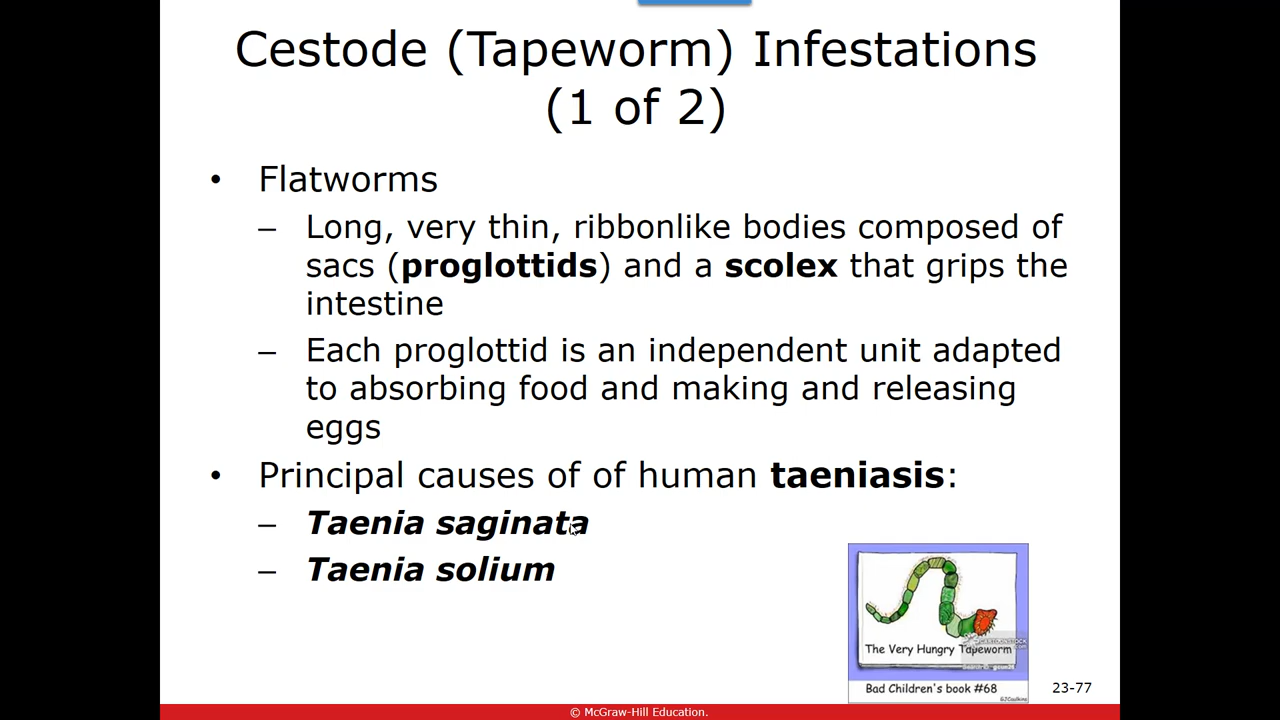 Cestode (Tapeworm) Infestations
(1 of 2)
• Flatworms
– Long, very thin, ribbonlike bodies composed of
sacs (proglottids) and a scolex that grips the
intestine
– Each proglottid is an independent unit adapted
to absorbing food and making and releasing
eggs
• Principal causes of of human taeniasis:
– Taenia saginata
– Taenia solium
CARTOONSTOCK
.com
The Very Hungry Tapeworm
Bad Children's book #68
23-77
© McGraw-Hill Education.